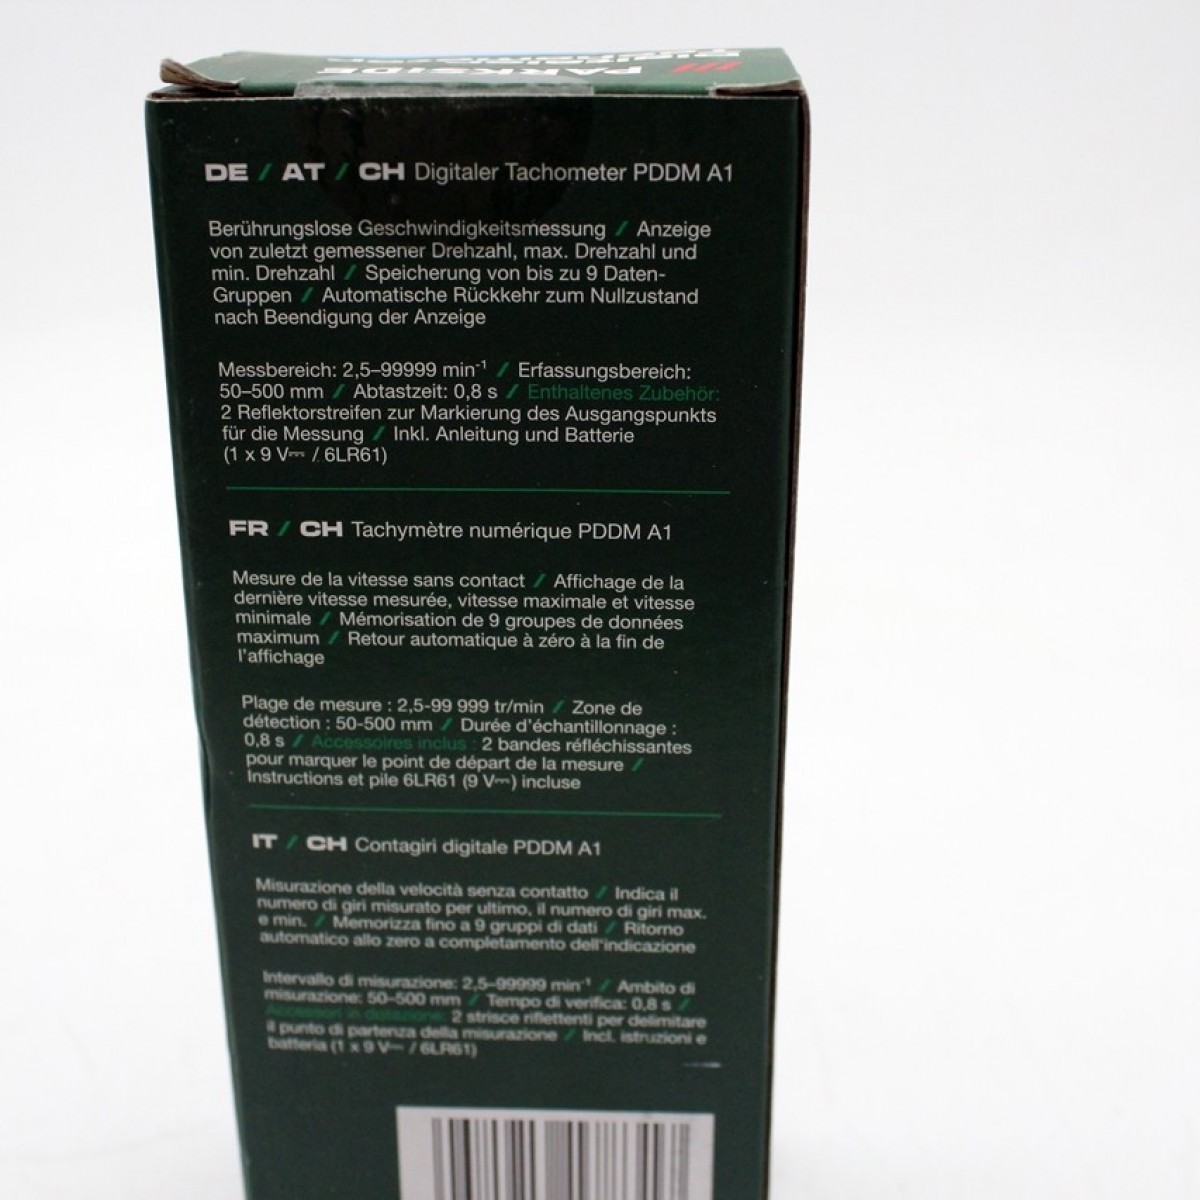 PARKSIDE
DE / AT / CH Digitaler Tachometer PDDM A1
Berührungslose Geschwindigkeitsmessung / Anzeige
von zuletzt gemessener Drehzahl, max. Drehzahl und
min. Drehzahl / Speicherung von bis zu 9 Daten-
Gruppen / Automatische Rückkehr zum Nullzustand
nach Beendigung der Anzeige
Messbereich: 2,5–99999 min⁻¹ / Erfassungsbereich:
50–500 mm / Abtastzeit: 0,8 s / Enthaltenes Zubehör:
2 Reflektorstreifen zur Markierung des Ausgangspunkts
für die Messung / Inkl. Anleitung und Batterie
(1 x 9 V⎓ / 6LR61)
FR / CH Tachymètre numérique PDDM A1
Mesure de la vitesse sans contact / Affichage de la
dernière vitesse mesurée, vitesse maximale et vitesse
minimale / Mémorisation de 9 groupes de données
maximum / Retour automatique à zéro à la fin de
l'affichage
Plage de mesure : 2,5-99 999 tr/min / Zone de
détection : 50-500 mm / Durée d'échantillonnage :
0,8 s / Accessoires inclus : 2 bandes réfléchissantes
pour marquer le point de départ de la mesure /
Instructions et pile 6LR61 (9 V⎓) incluse
IT / CH Contagiri digitale PDDM A1
Misurazione della velocità senza contatto / Indica il
numero di giri misurato per ultimo, il numero di giri max.
e min. / Memorizza fino a 9 gruppi di dati / Ritorno
automatico allo zero a completamento dell'indicazione
Intervallo di misurazione: 2,5–99999 min⁻¹ / Ambito di
misurazione: 50–500 mm / Tempo di verifica: 0,8 s /
Accessori in dotazione: 2 strisce riflettenti per delimitare
il punto di partenza della misurazione / Incl. istruzioni e
batteria (1 x 9 V⎓ / 6LR61)